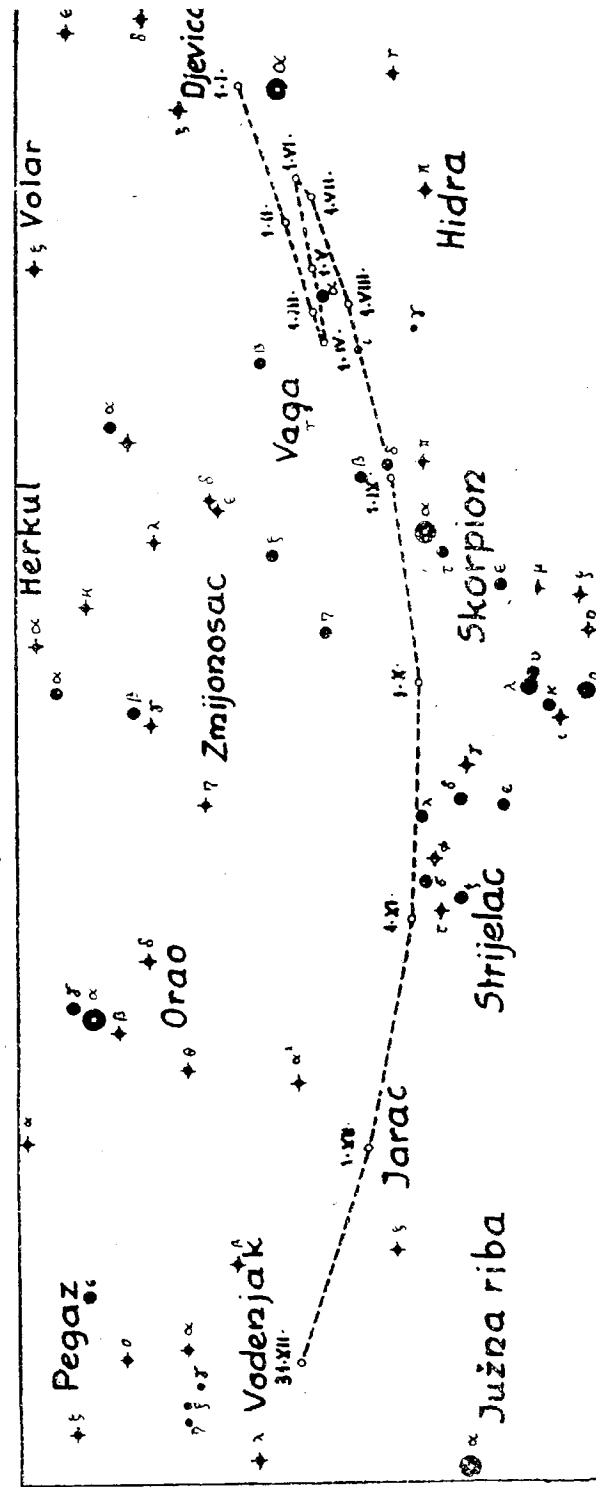 Herkul
Volar
Pegaz
Orao
Zmijonosac
Vaga
Djevica
Vodenjak
Jarac
Strijelac
Skorpion
Hidra
Južna riba
1·I·
1·II·
1·III·
1·IV·
1·V·
1·VI·
1·VII·
1·VIII·
1·IX·
1·X·
1·XI·
1·XII·
31·XII·
ξ
ε
ϑ
α
η
ξ
γ
α
λ
β
α
ξ
α
γ
α
β
δ
θ
α¹
α
μ
λ
α
β
γ
η
α
δ
ε
ξ
η
β
ξ
ε
δ
ξ
α
γ
π
α
γ
ι
β
δ
π
α
τ
ε
μ
ζ
λ
υ
κ
ι
γ
δ
ε
λ
φ
τ
ξ